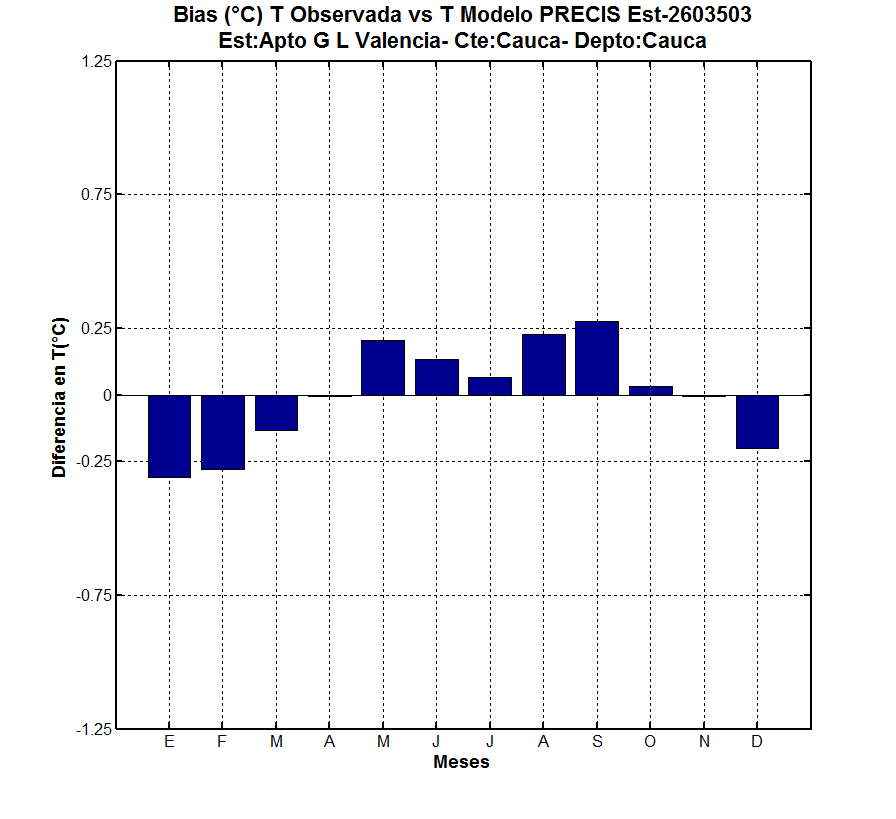 Bias (°C) T Observada vs T Modelo PRECIS Est-2603503
Est:Apto G L Valencia- Cte:Cauca- Depto:Cauca
Diferencia en T(°C)
1.25
0.75
0.25
0
-0.25
-0.75
-1.25
E F M A M J J A S O N D
Meses